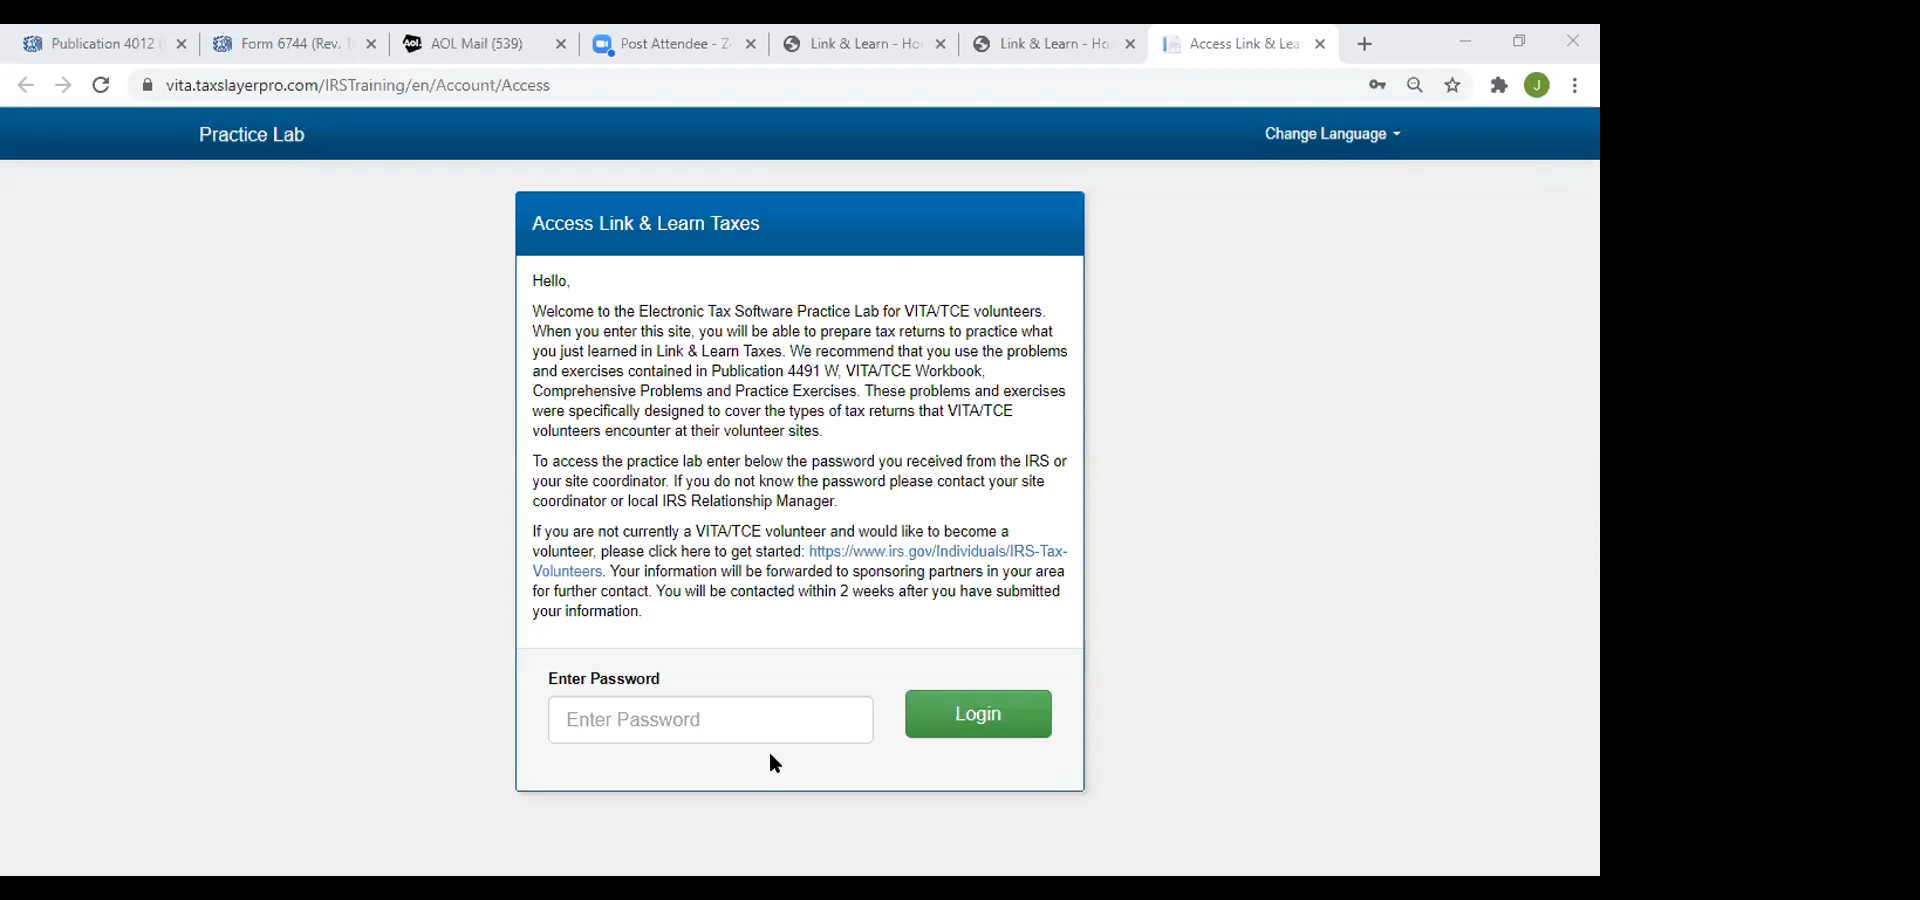 Publication 4012
Form 6744 (Rev.
AOL Mail (539)
Post Attendee - Z
Link & Learn - Ho
Link & Learn - Ho
Access Link & Lea
vita.taxslayerpro.com/IRSTraining/en/Account/Access
J
Practice Lab
Change Language
Access Link & Learn Taxes
Hello,
Welcome to the Electronic Tax Software Practice Lab for VITA/TCE volunteers.
When you enter this site, you will be able to prepare tax returns to practice what
you just learned in Link & Learn Taxes. We recommend that you use the problems
and exercises contained in Publication 4491 W, VITA/TCE Workbook,
Comprehensive Problems and Practice Exercises. These problems and exercises
were specifically designed to cover the types of tax returns that VITA/TCE
volunteers encounter at their volunteer sites.
To access the practice lab enter below the password you received from the IRS or
your site coordinator. If you do not know the password please contact your site
coordinator or local IRS Relationship Manager.
If you are not currently a VITA/TCE volunteer and would like to become a
volunteer, please click here to get started: https://www.irs.gov/Individuals/IRS-Tax-
Volunteers. Your information will be forwarded to sponsoring partners in your area
for further contact. You will be contacted within 2 weeks after you have submitted
your information.
Enter Password
Enter Password
Login